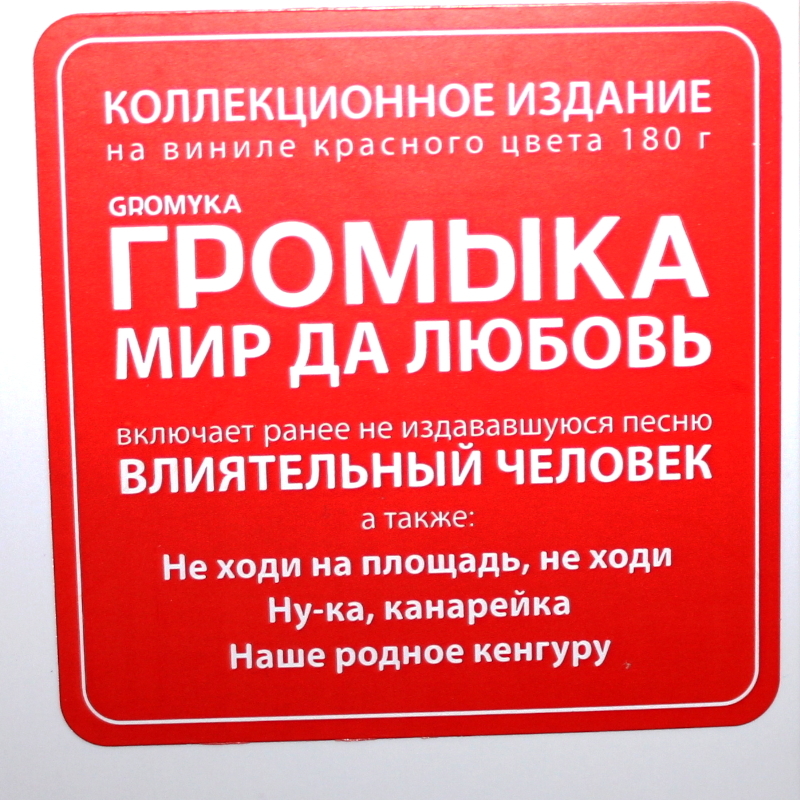 КОЛЛЕКЦИОННОЕ ИЗДАНИЕ
на виниле красного цвета 180 г
GROMYKA
ГРОМЫКА
МИР ДА ЛЮБОВЬ
включает ранее не издававшуюся песню
ВЛИЯТЕЛЬНЫЙ ЧЕЛОВЕК
а также:
Не ходи на площадь, не ходи
Ну-ка, канарейка
Наше родное кенгуру